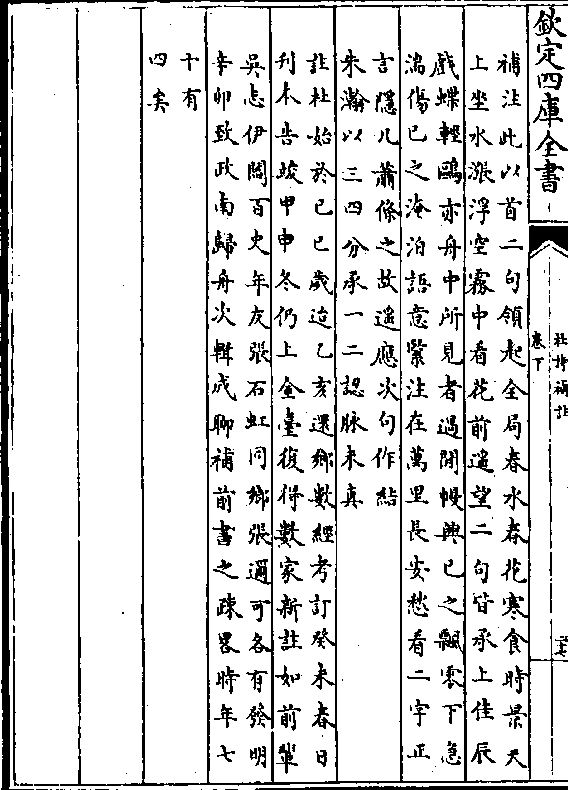 欽定四庫全書
杜詩補註
卷下
補注此以首二句領起全局春水春花寒食時景天
上坐水漲浮空霧中看花前遥望二句皆承上佳辰
戲蝶輕鷗亦舟中所見者過閒幔興已之飄零下急
湍傷已之淹泊語意緊注在萬里長安愁看二字正
言隱几蕭條之故遥應次句作結
朱瀚以三四分承一二認脉未真
註杜始於己巳歲迨乙亥還鄉數經考訂癸未春日
刋本告竣甲申冬仍上金臺復得數家新註如前輩
吳志伊閻百史年友張石虹同鄉張邇可各有發明
辛卯致政南歸舟次輯成聊補前書之疎畧時年七
十有
四矣